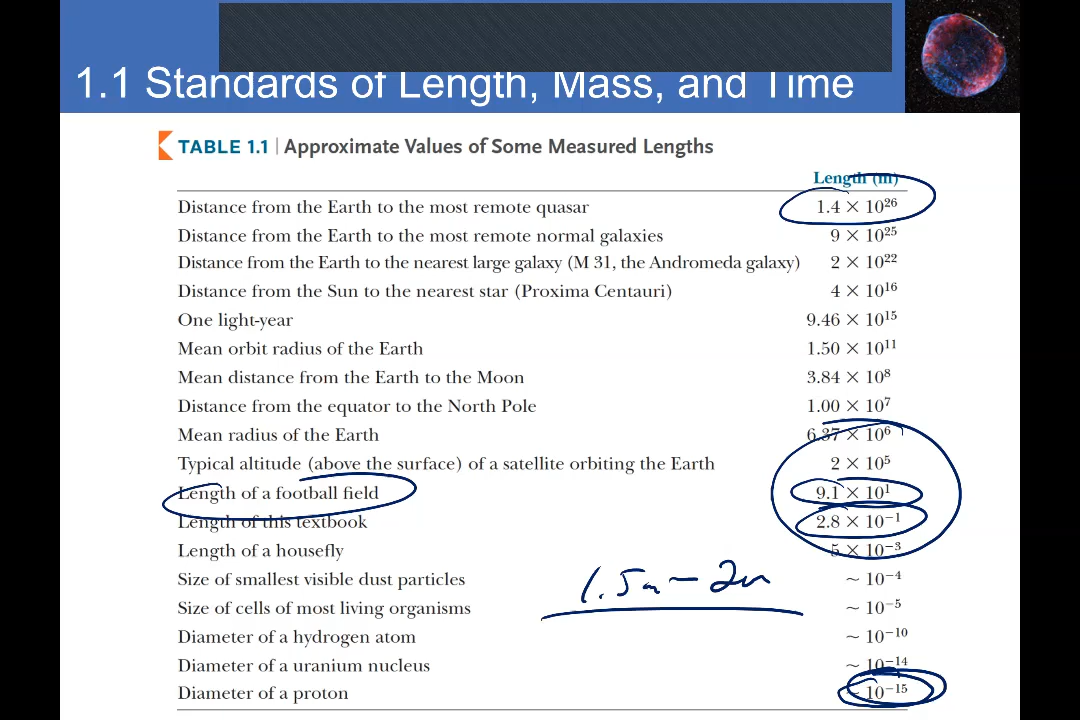 1.1 Standards of Length, Mass, and Time
TABLE 1.1 | Approximate Values of Some Measured Lengths
Length (m)
Distance from the Earth to the most remote quasar 1.4 × 10²⁶
Distance from the Earth to the most remote normal galaxies 9 × 10²⁵
Distance from the Earth to the nearest large galaxy (M 31, the Andromeda galaxy) 2 × 10²²
Distance from the Sun to the nearest star (Proxima Centauri) 4 × 10¹⁶
One light-year 9.46 × 10¹⁵
Mean orbit radius of the Earth 1.50 × 10¹¹
Mean distance from the Earth to the Moon 3.84 × 10⁸
Distance from the equator to the North Pole 1.00 × 10⁷
Mean radius of the Earth 6.37 × 10⁶
Typical altitude (above the surface) of a satellite orbiting the Earth 2 × 10⁵
Length of a football field 9.1 × 10¹
Length of this textbook 2.8 × 10⁻¹
Length of a housefly 5 × 10⁻³
Size of smallest visible dust particles ~ 10⁻⁴
1.5m – 2m
Size of cells of most living organisms ~ 10⁻⁵
Diameter of a hydrogen atom ~ 10⁻¹⁰
Diameter of a uranium nucleus ~ 10⁻¹⁴
Diameter of a proton ~ 10⁻¹⁵